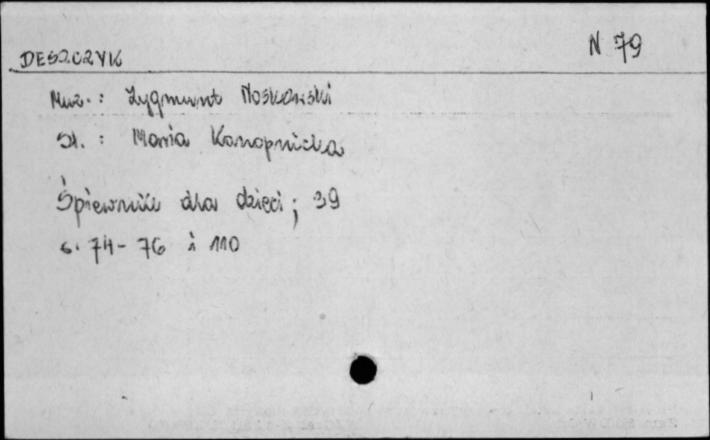 DESZCZYK
N 79
Muz.: Zygmunt Noskowski
Sł.: Maria Konopnicka
Śpiewnik dla dzieci; 39
s. 74-76 i 110